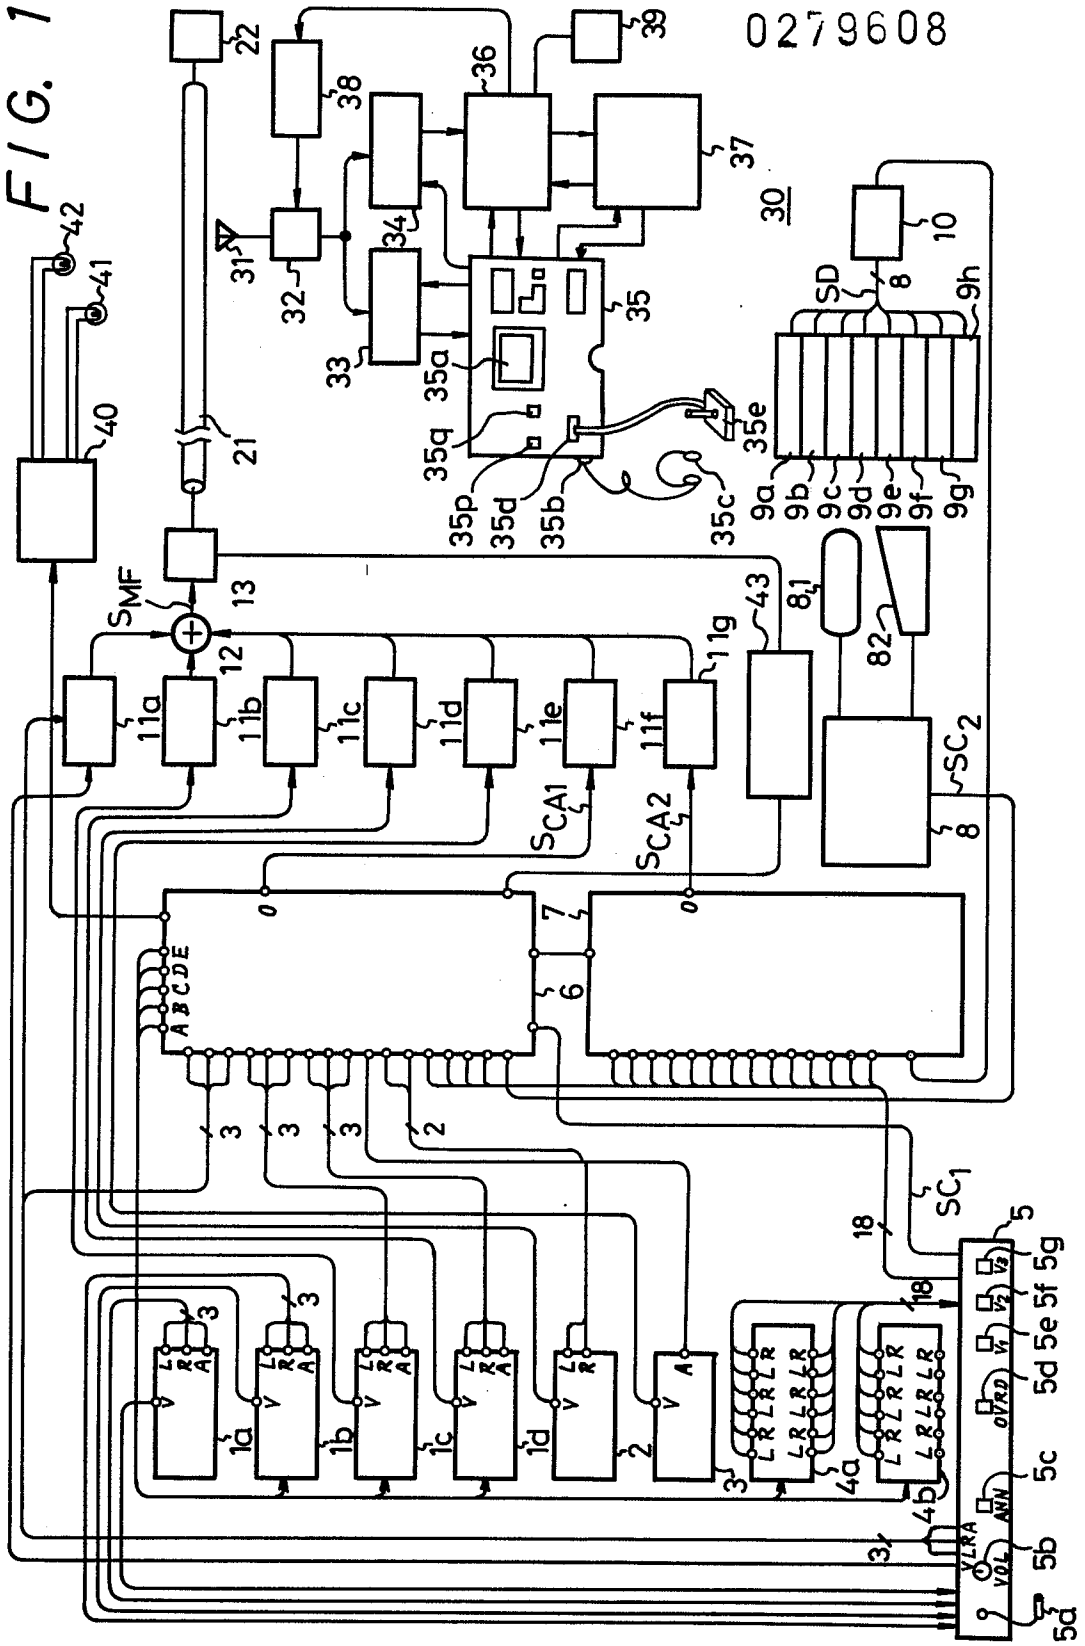 0279608
FIG. 1
42
41
40
22
21
13
SMF
12
11a
11b
11c
11d
11e
11f
11g
SCA1
SCA2
43
31
32
33
34
35
35a
35q
35p
35d
35b
35c
35e
36
37
38
39
30
10
SD
8
9a
9b
9c
9d
9e
9f
9g
9h
81
82
8
SC2
7
6
O
O
A B C D E
3
3
3
2
18
SC1
3
3
V L R A
1a
V L R A
1b
V L R A
1c
V L R A
1d
V L R
2
V A
3
L R L R L R
L R L R L R
4a
L R L R L R
L R L R L R
4b
18
3
V L R A
VOL
ANN
OVRD
V1
V2
V3
5
5a
5b
5c
5d
5e
5f
5g